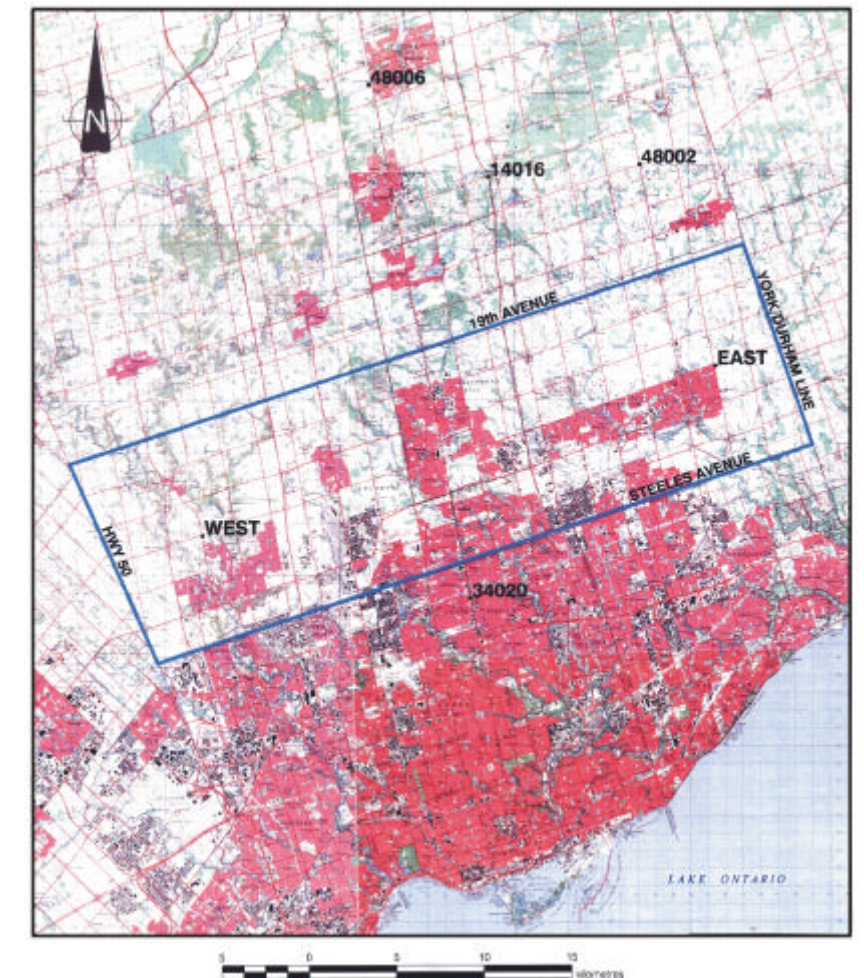 48006
N
14016
48002
19th AVENUE
YORK/DURHAM LINE
EAST
STEELES AVENUE
WEST
HWY 50
34020
LAKE ONTARIO
5 0 5 10 15
kilometres